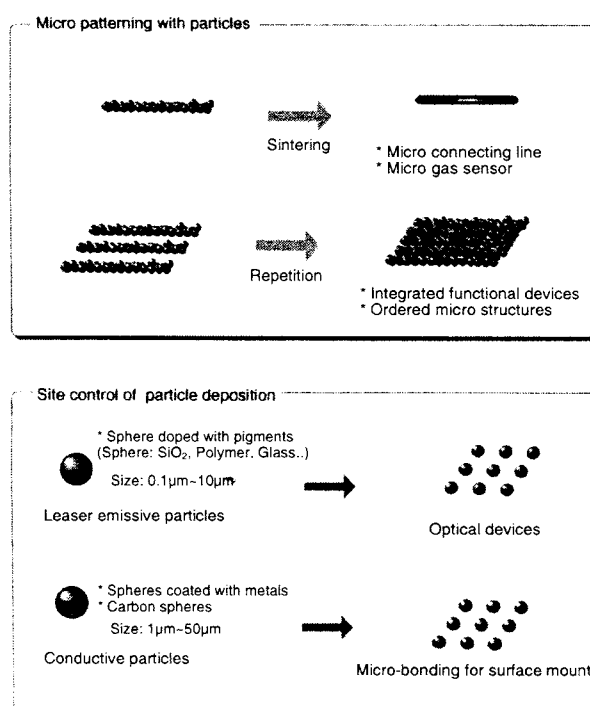 Micro patterning with particles
Sintering
* Micro connecting line
* Micro gas sensor
Repetition
* Integrated functional devices
* Ordered micro structures
Site control of particle deposition
* Sphere doped with pigments
(Sphere: SiO₂, Polymer, Glass..)
Size: 0.1µm~10µm
Leaser emissive particles
Optical devices
* Spheres coated with metals
* Carbon spheres
Size: 1µm~50µm
Conductive particles
Micro-bonding for surface mount